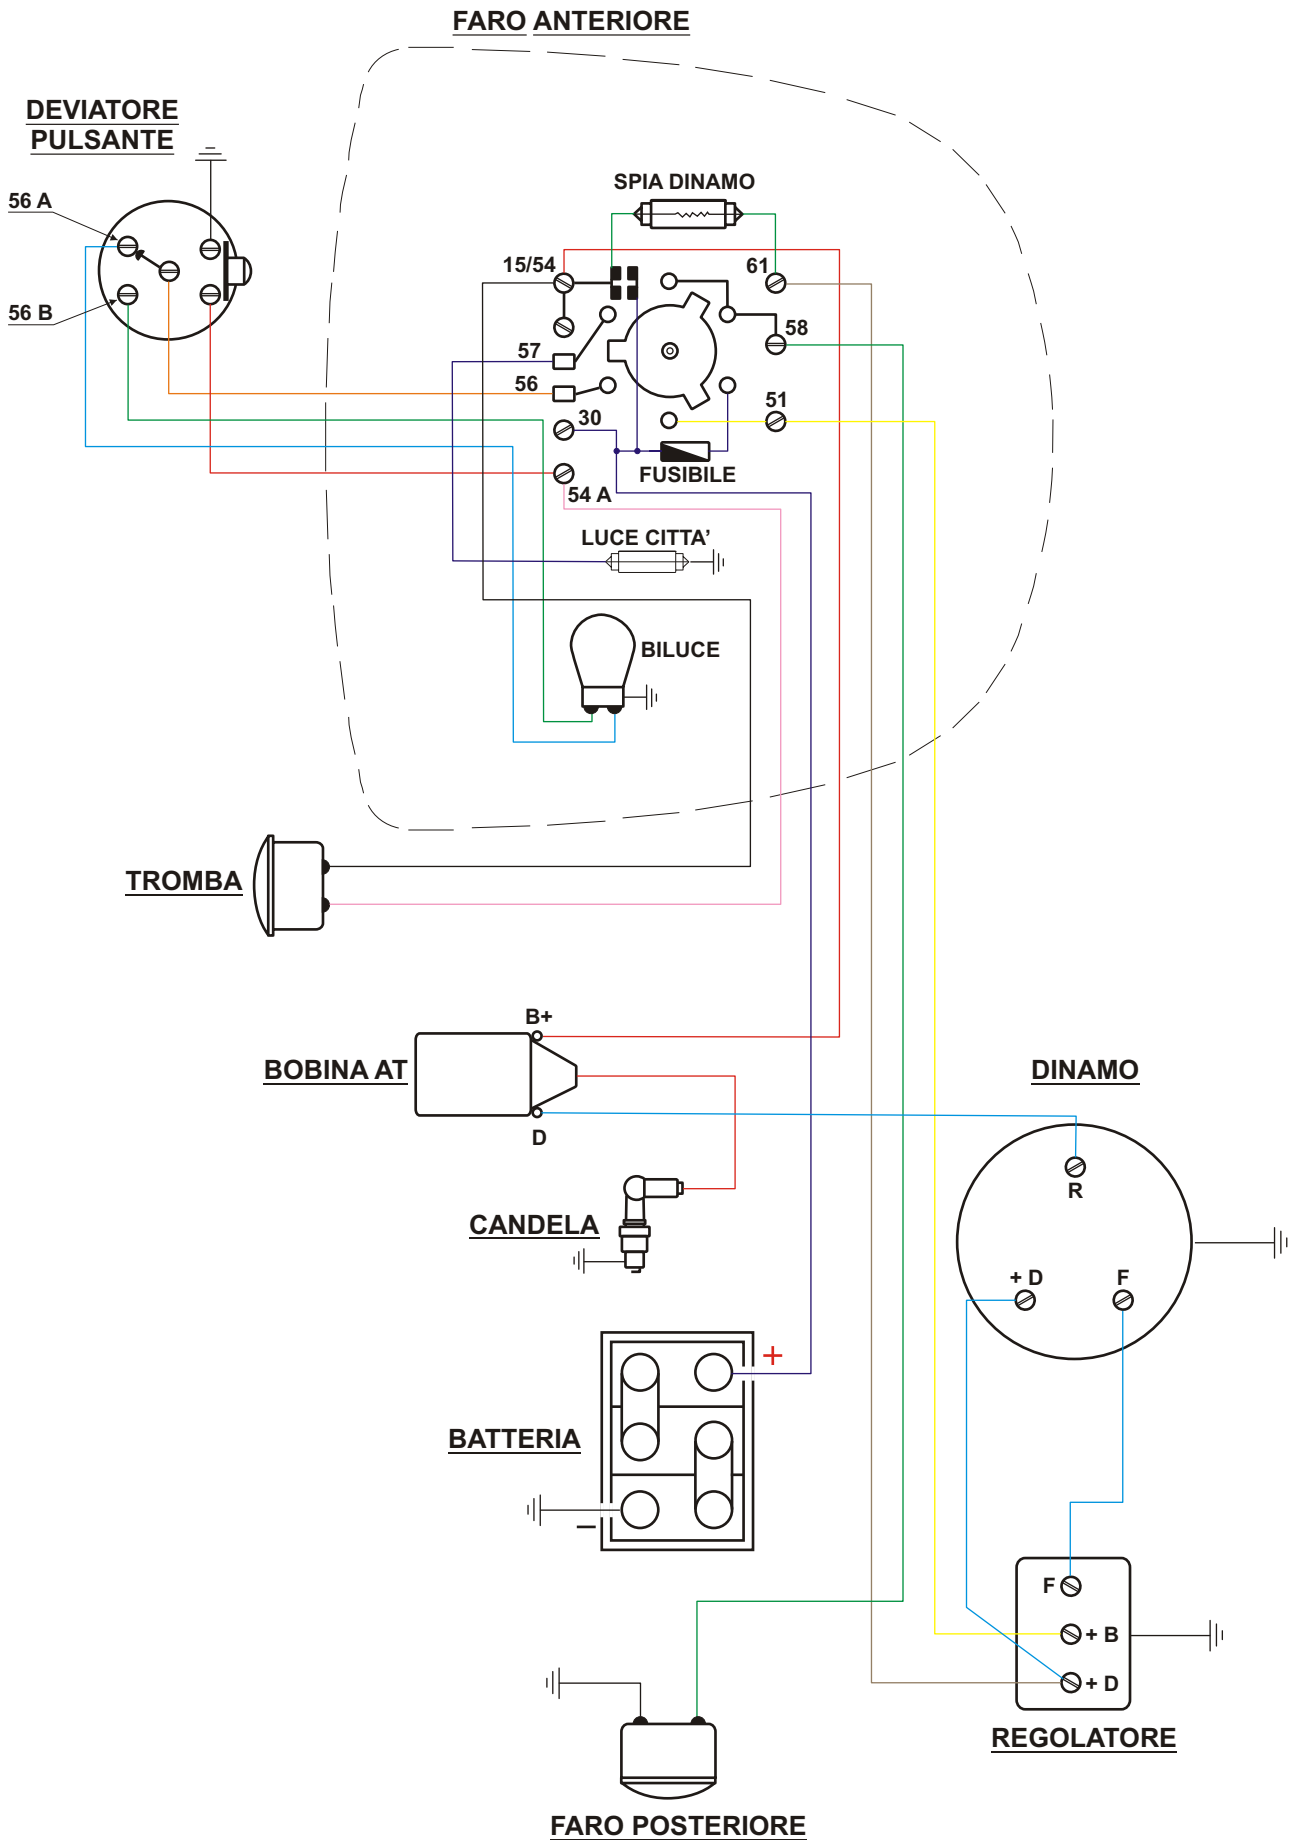 FARO ANTERIORE
DEVIATORE
PULSANTE
56 A
56 B
SPIA DINAMO
15/54
61
58
57
56
51
30
FUSIBILE
54 A
LUCE CITTA'
BILUCE
TROMBA
B+
BOBINA AT
D
DINAMO
R
CANDELA
+ D
F
+
BATTERIA
–
F
+ B
+ D
REGOLATORE
FARO POSTERIORE